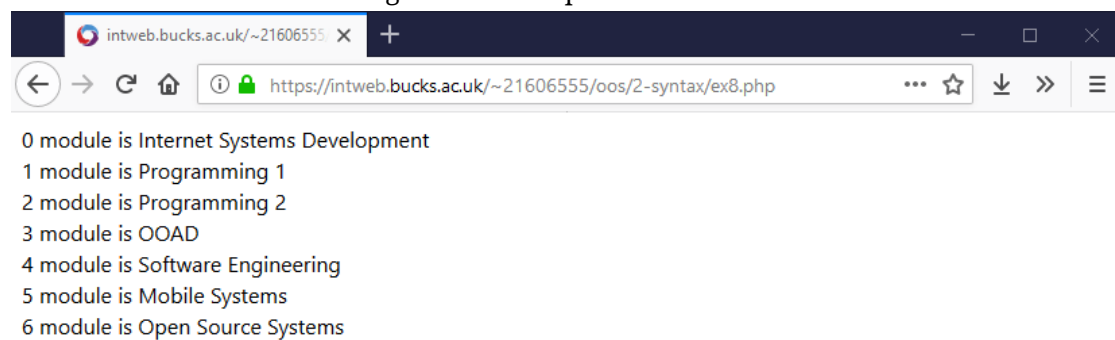 intweb.bucks.ac.uk/~21606555
https://intweb.bucks.ac.uk/~21606555/oos/2-syntax/ex8.php
0 module is Internet Systems Development
1 module is Programming 1
2 module is Programming 2
3 module is OOAD
4 module is Software Engineering
5 module is Mobile Systems
6 module is Open Source Systems